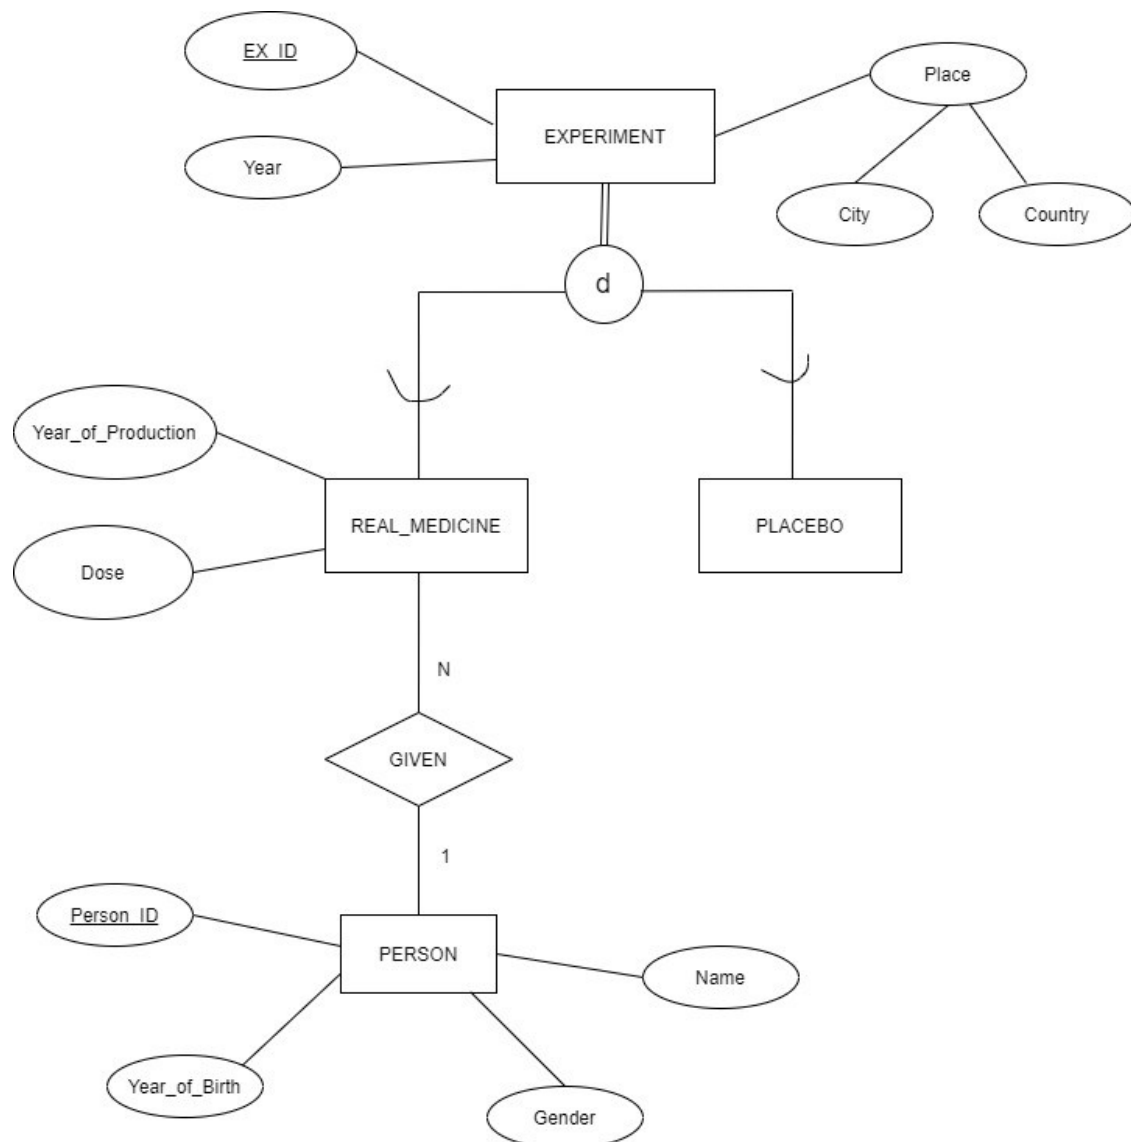 EX_ID
Place
EXPERIMENT
Year
City
Country
d
Year_of_Production
REAL_MEDICINE
PLACEBO
Dose
N
GIVEN
1
Person_ID
PERSON
Name
Year_of_Birth
Gender